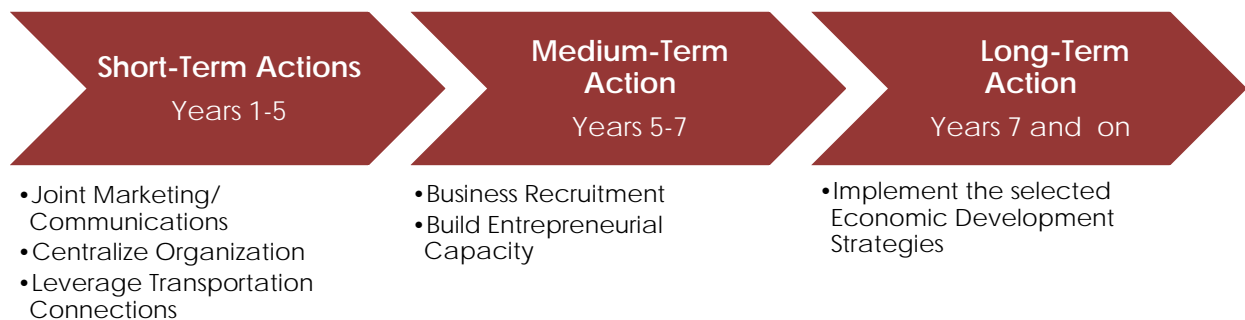 Short-Term Actions
Years 1-5
•Joint Marketing/
Communications
•Centralize Organization
•Leverage Transportation
Connections
Medium-Term
Action
Years 5-7
•Business Recruitment
•Build Entrepreneurial
Capacity
Long-Term
Action
Years 7 and on
•Implement the selected
Economic Development
Strategies